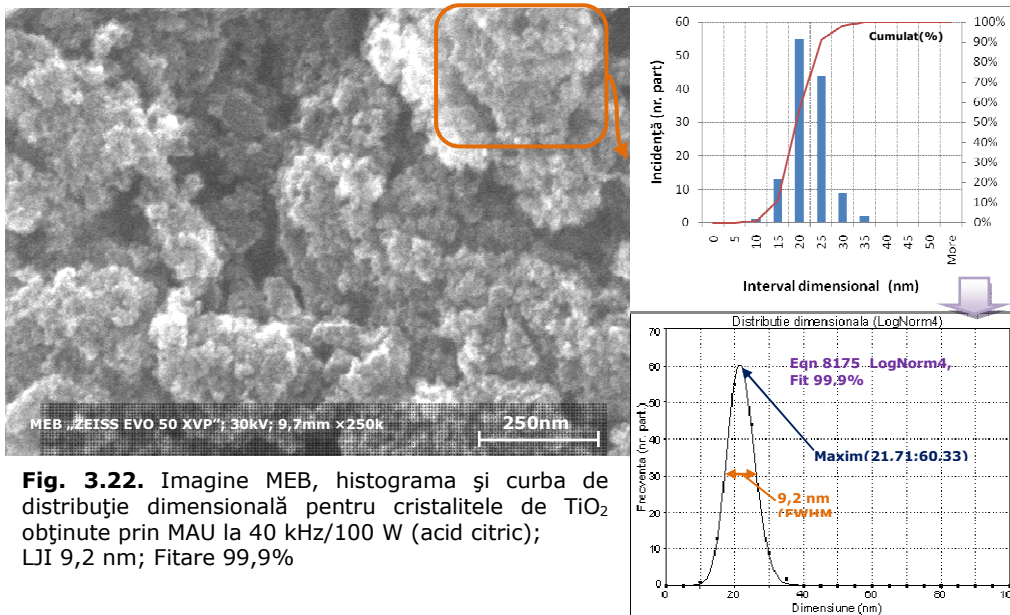 MEB „ZEISS EVO 50 XVP”; 30kV; 9,7mm ×250k
250nm
Fig. 3.22. Imagine MEB, histograma şi curba de
distribuţie dimensională pentru cristalitele de TiO₂
obţinute prin MAU la 40 kHz/100 W (acid citric);
LJI 9,2 nm; Fitare 99,9%
60
50
40
30
20
10
0
Incidenţă (nr. part)
Cumulat(%)
100%
90%
80%
70%
60%
50%
40%
30%
20%
10%
0%
0
5
10
15
20
25
30
35
40
45
50
More
Interval dimensional (nm)
Distributie dimensionala (LogNorm4)
70
60
50
40
30
20
10
0
Frecventa (nr. part.)
Eqn 8175 LogNorm4,
Fit 99,9%
Maxim(21,71;60,33)
9,2 nm
(FWHM
0
20
40
60
80
100
Dimensiune (nm)